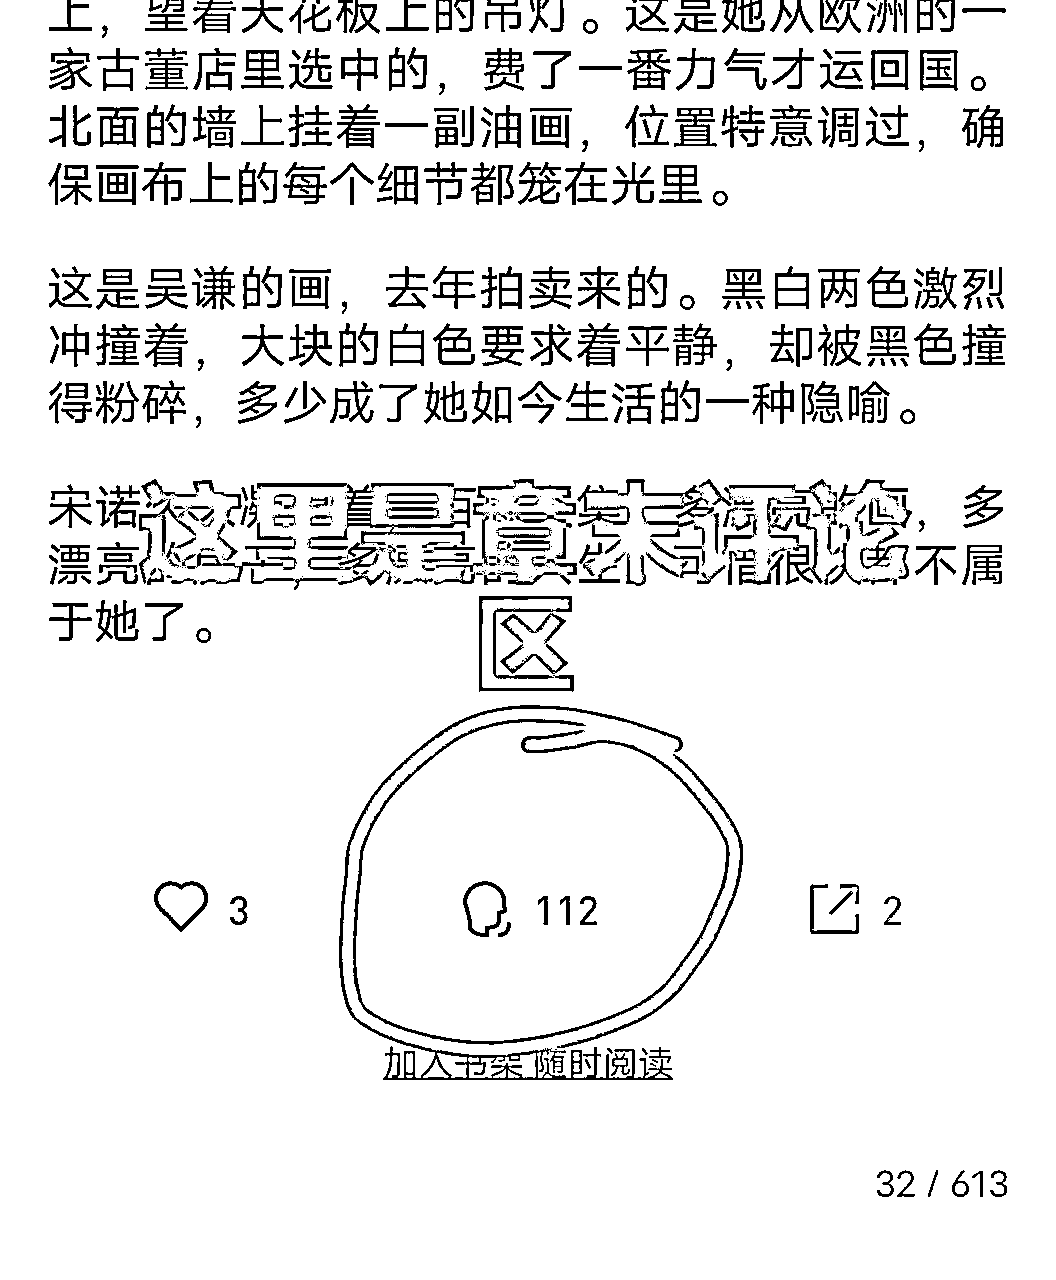 上，望着天花板上的吊灯。这是她从欧洲的一
家古董店里选中的，费了一番力气才运回国。
北面的墙上挂着一副油画，位置特意调过，确
保画布上的每个细节都笼在光里。
这是吴谦的画，去年拍卖来的。黑白两色激烈
冲撞着，大块的白色要求着平静，却被黑色撞
得粉碎，多少成了她如今生活的一种隐喻。
宋诺，多
漂亮不属
于她了。
这里是章末评论
区
3
112
2
加入书架 随时阅读
32 / 613